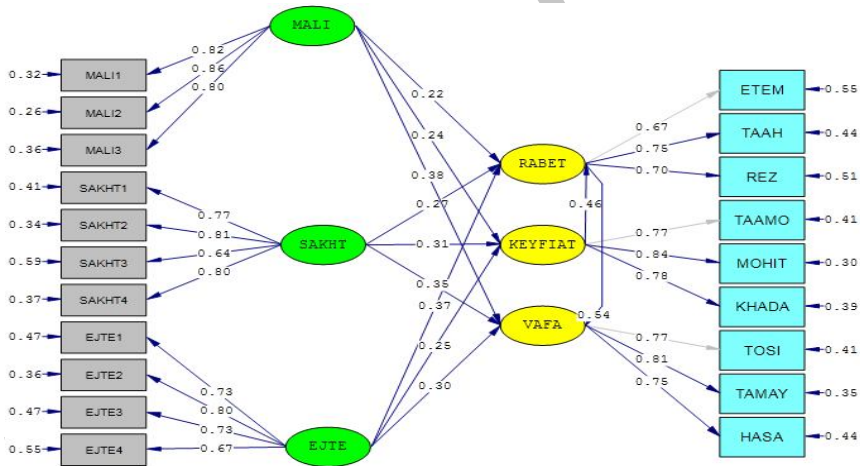 MALI
0.32 MALI1 0.82
0.26 MALI2 0.86
0.36 MALI3 0.80
0.41 SAKHT1 0.77
0.34 SAKHT2 0.81
0.59 SAKHT3 0.64
0.37 SAKHT4 0.80
0.47 EJTE1 0.73
0.36 EJTE2 0.80
0.47 EJTE3 0.73
0.55 EJTE4 0.67
SAKHT
EJTE
0.22
0.24
0.38
0.27
0.31
0.35
0.37
0.25
0.30
RABET
KEYFIAT
VAFA
0.46
0.54
0.67 ETEM 0.55
0.75 TAAH 0.44
0.70 REZ 0.51
0.77 TAAMO 0.41
0.84 MOHIT 0.30
0.78 KHADA 0.39
0.77 TOSI 0.41
0.81 TAMAY 0.35
0.75 HASA 0.44